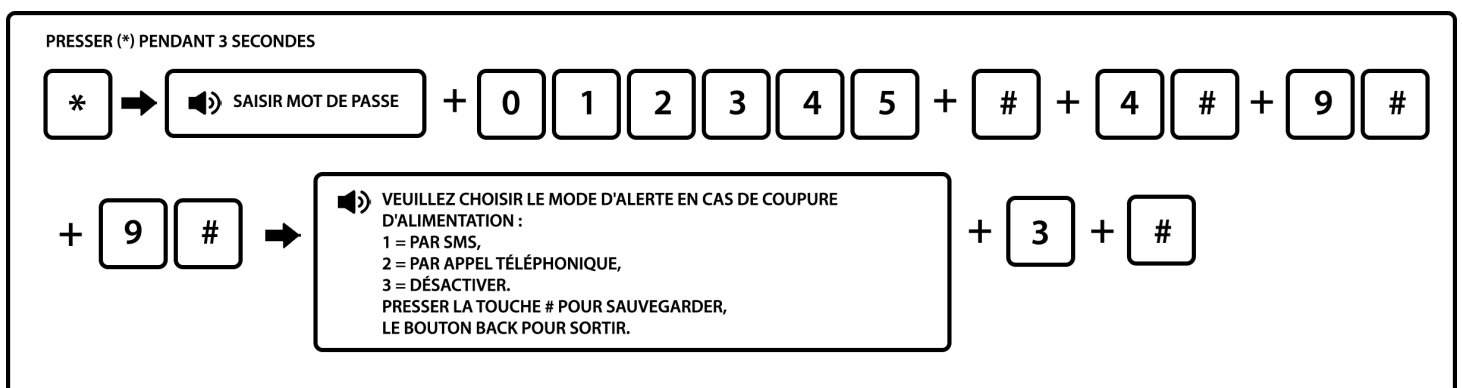 PRESSER (*) PENDANT 3 SECONDES
* SAISIR MOT DE PASSE + 0 1 2 3 4 5 + # + 4 # + 9 #
+ 9 #
VEUILLEZ CHOISIR LE MODE D'ALERTE EN CAS DE COUPURE
D'ALIMENTATION :
1 = PAR SMS,
2 = PAR APPEL TÉLÉPHONIQUE,
3 = DÉSACTIVER.
PRESSER LA TOUCHE # POUR SAUVEGARDER,
LE BOUTON BACK POUR SORTIR.
+ 3 + #